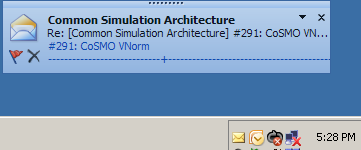 Common Simulation Architecture
Re: [Common Simulation Architecture] #291: CoSMO VN...
#291: CoSMO VNorm
5:28 PM